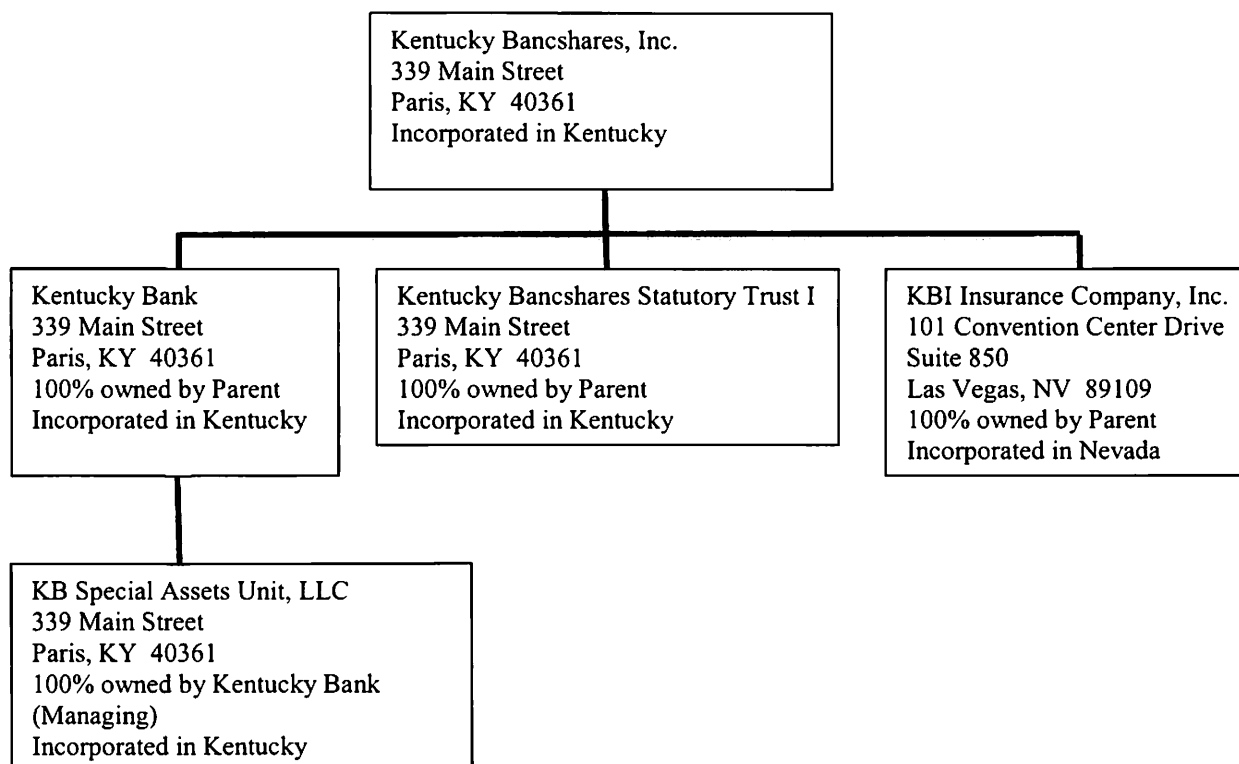 Kentucky Bancshares, Inc.
339 Main Street
Paris, KY 40361
Incorporated in Kentucky
Kentucky Bank
339 Main Street
Paris, KY 40361
100% owned by Parent
Incorporated in Kentucky
Kentucky Bancshares Statutory Trust I
339 Main Street
Paris, KY 40361
100% owned by Parent
Incorporated in Kentucky
KBI Insurance Company, Inc.
101 Convention Center Drive
Suite 850
Las Vegas, NV 89109
100% owned by Parent
Incorporated in Nevada
KB Special Assets Unit, LLC
339 Main Street
Paris, KY 40361
100% owned by Kentucky Bank
(Managing)
Incorporated in Kentucky